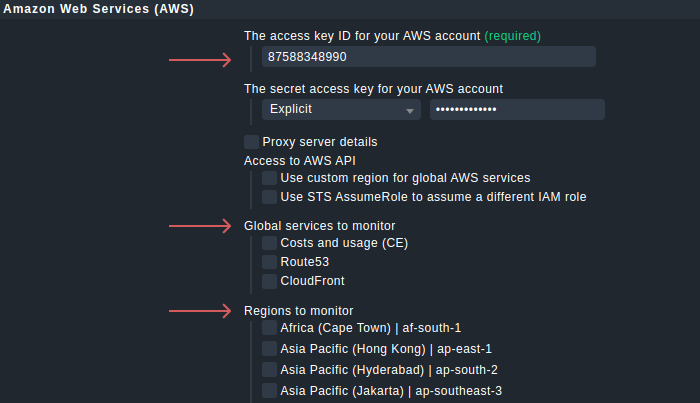 Amazon Web Services (AWS)
The access key ID for your AWS account (required)
87588348990
The secret access key for your AWS account
Explicit •••••••••••••
Proxy server details
Access to AWS API
Use custom region for global AWS services
Use STS AssumeRole to assume a different IAM role
Global services to monitor
Costs and usage (CE)
Route53
CloudFront
Regions to monitor
Africa (Cape Town) | af-south-1
Asia Pacific (Hong Kong) | ap-east-1
Asia Pacific (Hyderabad) | ap-south-2
Asia Pacific (Jakarta) | ap-southeast-3